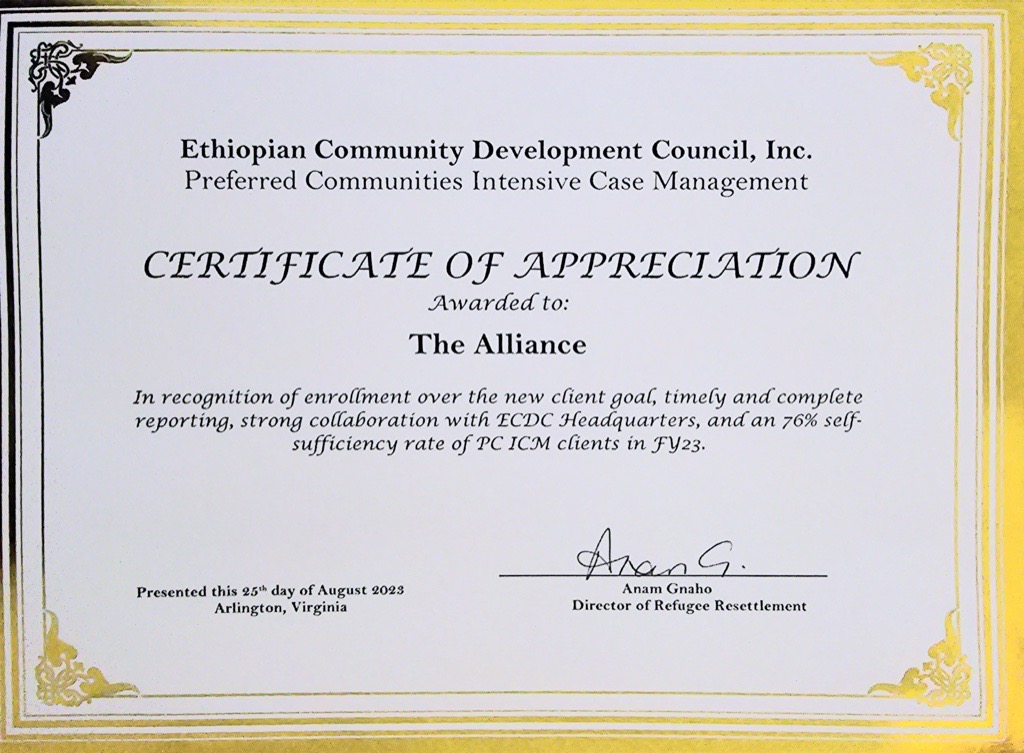 Ethiopian Community Development Council, Inc.
Preferred Communities Intensive Case Management
CERTIFICATE OF APPRECIATION
Awarded to:
The Alliance
In recognition of enrollment over the new client goal, timely and complete
reporting, strong collaboration with ECDC Headquarters, and an 76% self-
sufficiency rate of PC ICM clients in FY23.
Anam G.
Presented this 25th day of August 2023
Arlington, Virginia
Anam Gnaho
Director of Refugee Resettlement